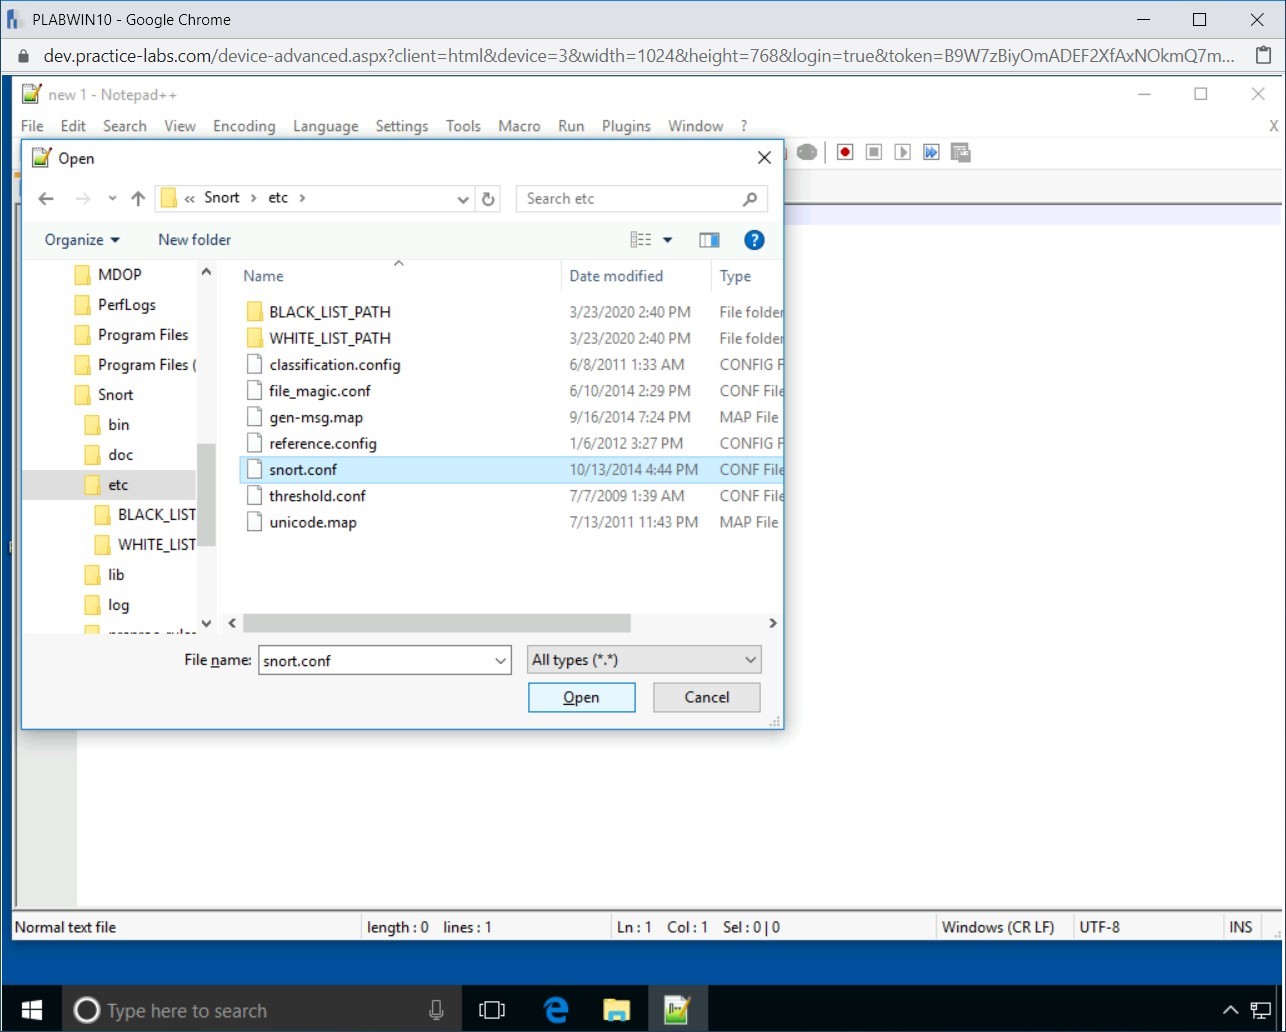 PLABWIN10 - Google Chrome
dev.practice-labs.com/device-advanced.aspx?client=html&device=3&width=1024&height=768&login=true&token=B9W7zBiyOmADEF2XfAxNOkmQ7m...
new 1 - Notepad++
File Edit Search View Encoding Language Settings Tools Macro Run Plugins Window ? X
Open
« Snort > etc >
Search etc
Organize New folder
Name Date modified Type
MDOP
PerfLogs
Program Files
Program Files (
Snort
bin
doc
etc
BLACK_LIST
WHITE_LIST
lib
log
BLACK_LIST_PATH 3/23/2020 2:40 PM File folder
WHITE_LIST_PATH 3/23/2020 2:40 PM File folder
classification.config 6/8/2011 1:33 AM CONFIG F
file_magic.conf 6/10/2014 2:29 PM CONF File
gen-msg.map 9/16/2014 7:24 PM MAP File
reference.config 1/6/2012 3:27 PM CONFIG F
snort.conf 10/13/2014 4:44 PM CONF File
threshold.conf 7/7/2009 1:39 AM CONF File
unicode.map 7/13/2011 11:43 PM MAP File
File name: snort.conf All types (*.*)
Open Cancel
Normal text file length : 0 lines : 1 Ln : 1 Col : 1 Sel : 0 | 0 Windows (CR LF) UTF-8 INS
Type here to search